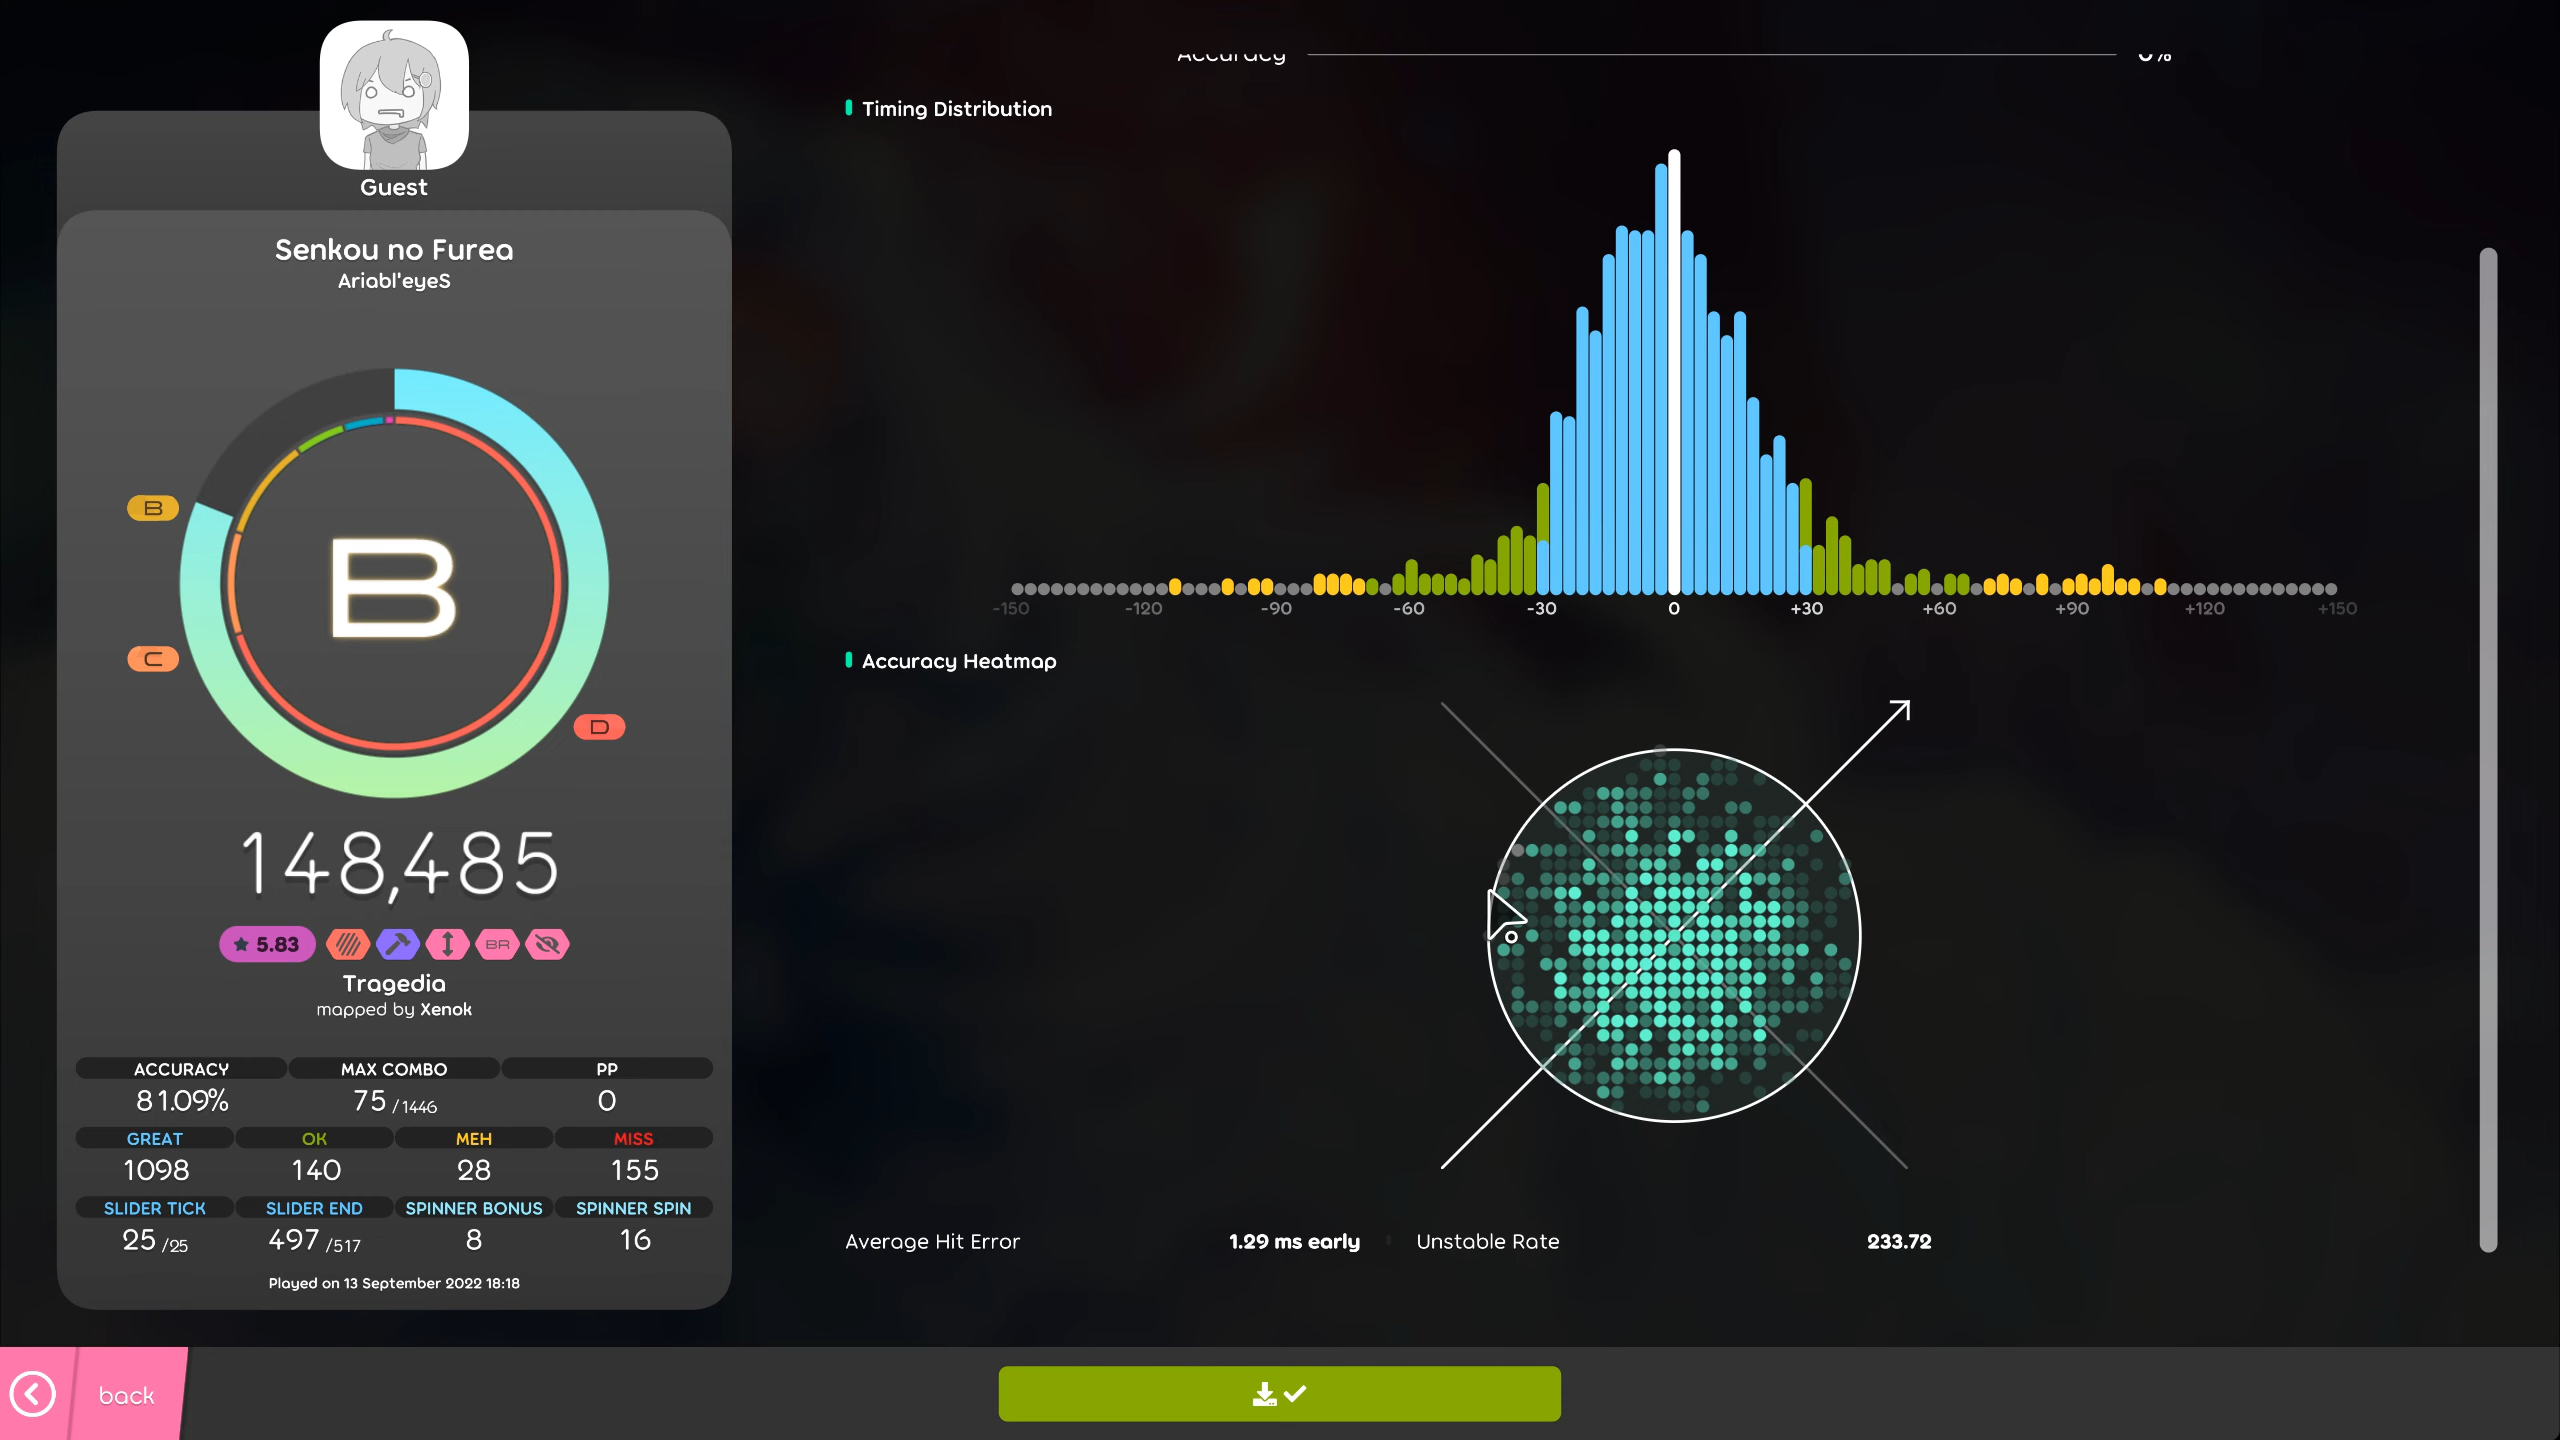 Guest
Senkou no Furea
Ariabl'eyeS
B
C
D
B
148,485
5.83
BR
Tragedia
mapped by Xenok
ACCURACY MAX COMBO PP
81.09% 75 /1446 0
GREAT OK MEH MISS
1098 140 28 155
SLIDER TICK SLIDER END SPINNER BONUS SPINNER SPIN
25 /25 497 /517 8 16
Played on 13 September 2022 18:18
Accuracy 0%
Timing Distribution
-150 -120 -90 -60 -30 0 +30 +60 +90 +120 +150
Accuracy Heatmap
Average Hit Error 1.29 ms early Unstable Rate 233.72
back